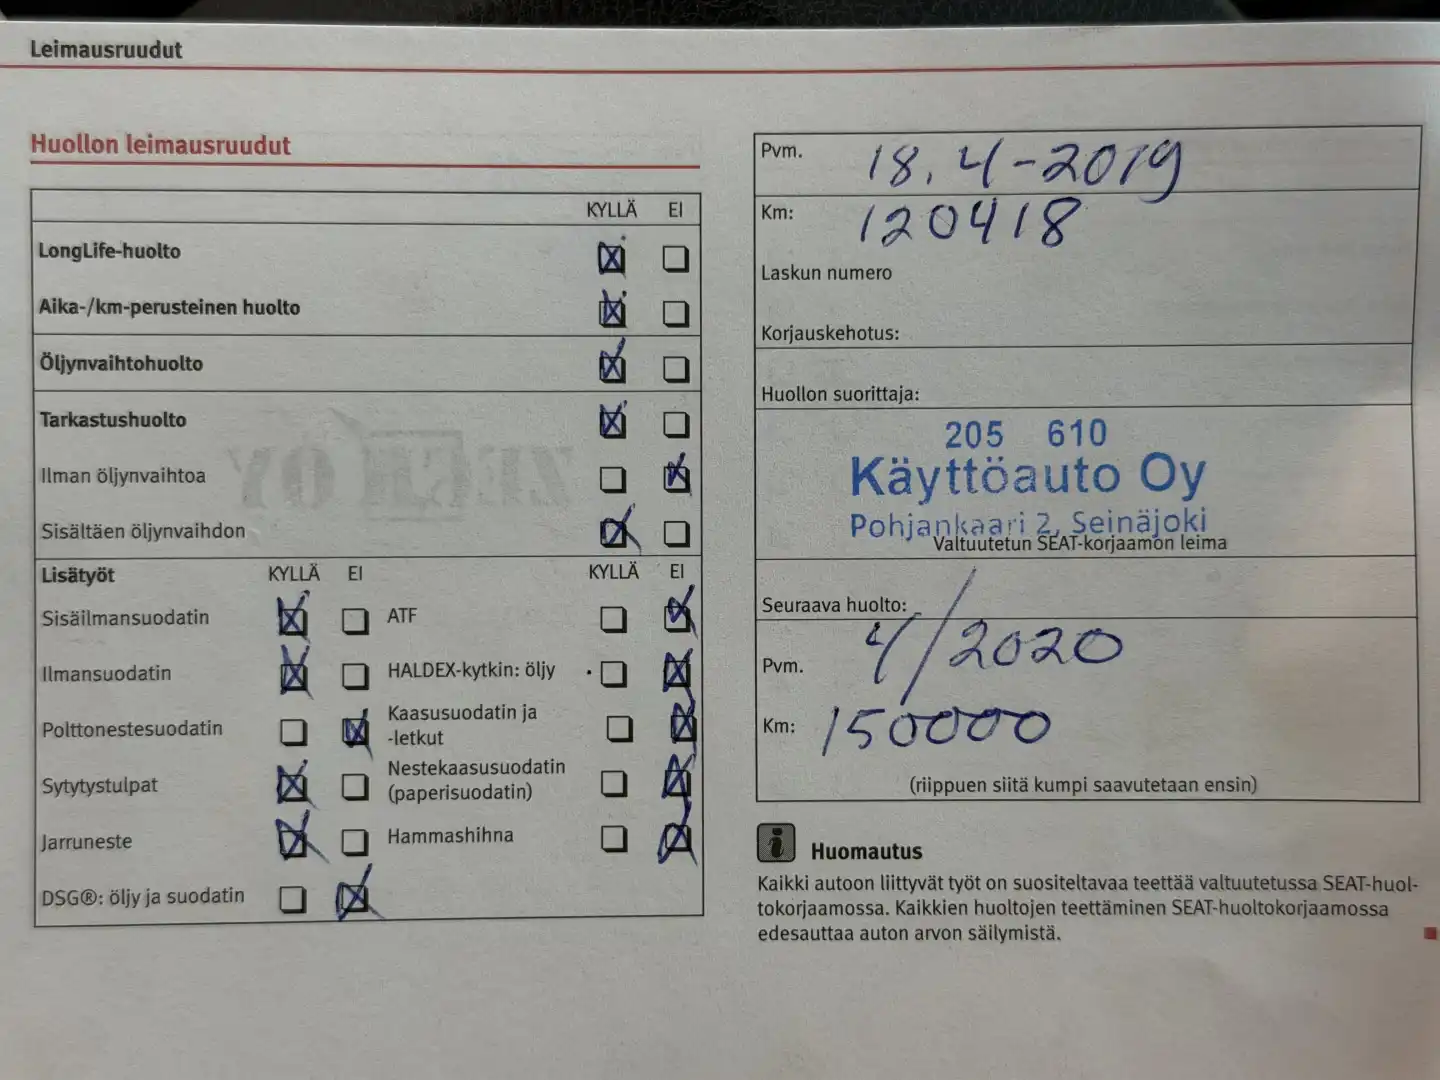 Leimausruudut
Huollon leimausruudut
KYLLÄ EI
LongLife-huolto
Aika-/km-perusteinen huolto
Öljynvaihtohuolto
Tarkastushuolto
Ilman öljynvaihtoa
Sisältäen öljynvaihdon
Lisätyöt KYLLÄ EI KYLLÄ EI
Sisäilmansuodatin ATF
Ilmansuodatin HALDEX-kytkin: öljy
Polttonestesuodatin Kaasusuodatin ja
-letkut
Sytytystulpat Nestekaasusuodatin
(paperisuodatin)
Jarruneste Hammashihna
DSG®: öljy ja suodatin
Pvm. 18.4-2019
Km: 120418
Laskun numero
Korjauskehotus:
Huollon suorittaja:
205 610
Käyttöauto Oy
Pohjankaari 2, Seinäjoki
Valtuutetun SEAT-korjaamon leima
Seuraava huolto:
Pvm. 4/2020
Km: 150000
(riippuen siitä kumpi saavutetaan ensin)
Huomautus
Kaikki autoon liittyvät työt on suositeltavaa teettää valtuutetussa SEAT-huol-
tokorjaamossa. Kaikkien huoltojen teettäminen SEAT-huoltokorjaamossa
edesauttaa auton arvon säilymistä.